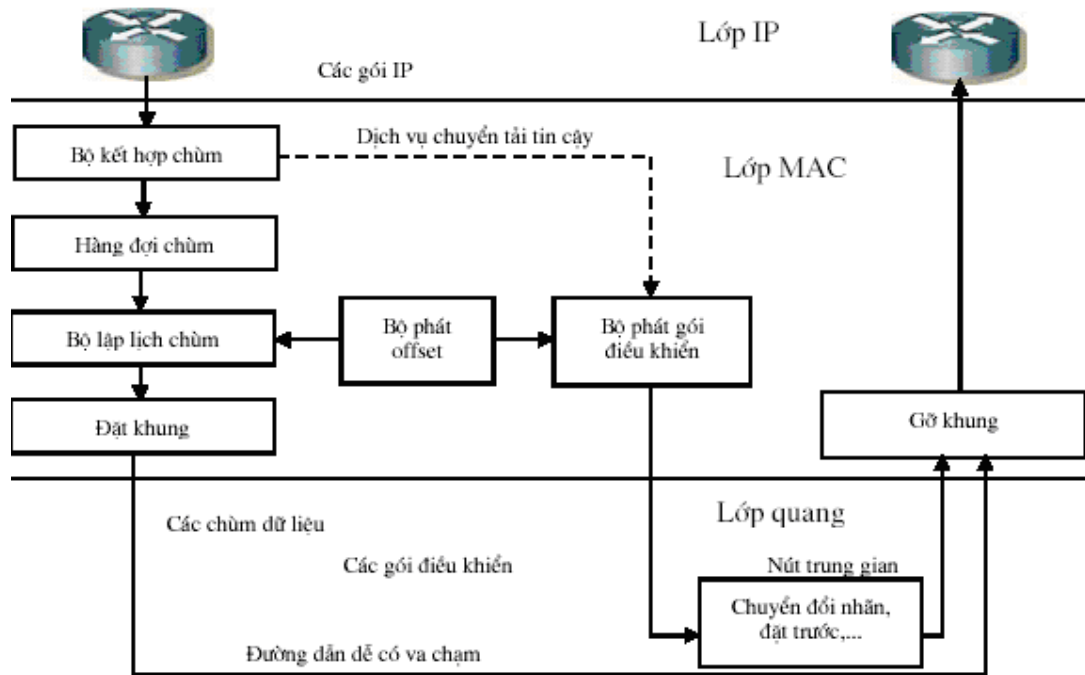 Lớp IP
Các gói IP
Bộ kết hợp chùm
Dịch vụ chuyển tải tin cậy
Lớp MAC
Hàng đợi chùm
Bộ lập lịch chùm
Bộ phát
offset
Bộ phát gói
điều khiển
Đặt khung
Gỡ khung
Lớp quang
Các chùm dữ liệu
Các gói điều khiển
Nút trung gian
Chuyển đổi nhãn,
đặt trước,...
Đường dẫn dễ có va chạm